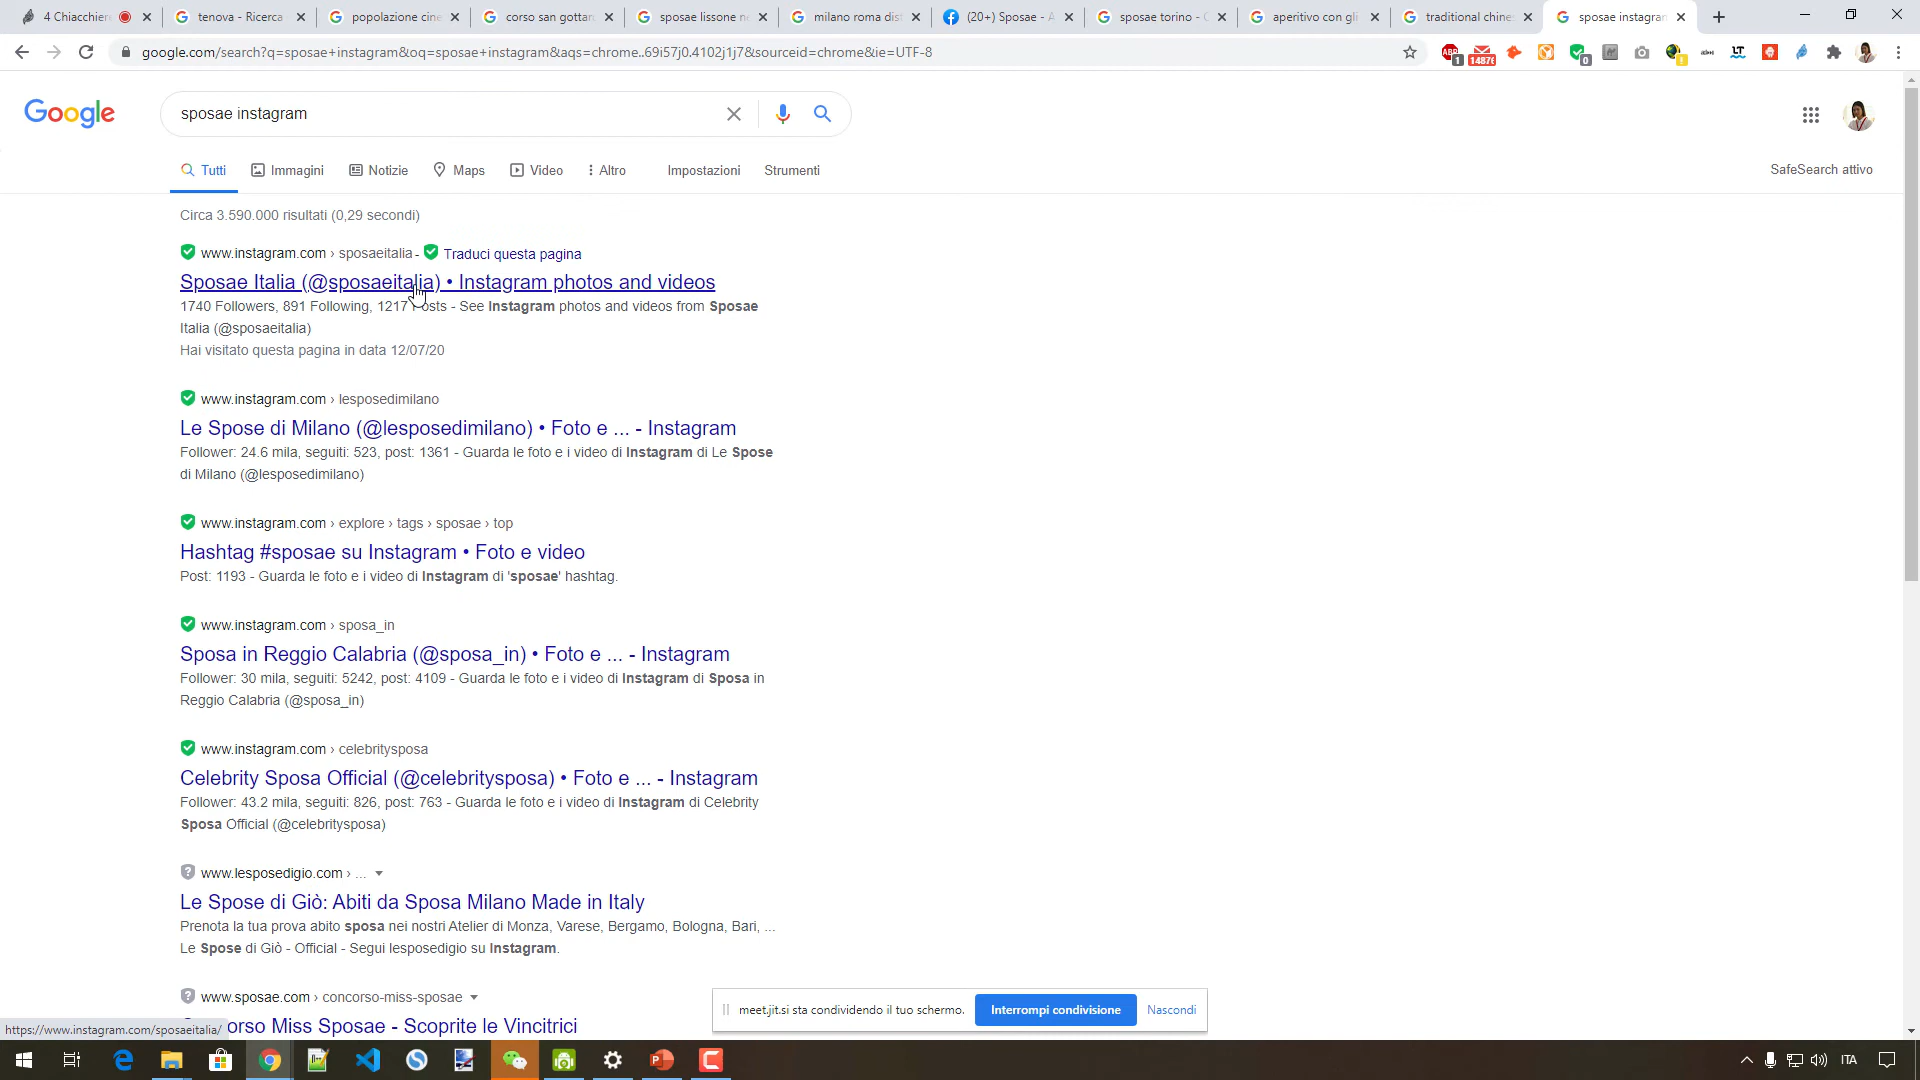 4 Chiacchier
tenova - Ricerca
popolazione cine
corso san gottar
sposae lissone n
milano roma dis
(20+) Sposae - A
sposae torino - C
aperitivo con gli
traditional chine
sposae instagran
google.com/search?q=sposae+instagram&oq=sposae+instagram&aqs=chrome..69i57j0.4102j1j7&sourceid=chrome&ie=UTF-8
Google
sposae instagram
Tutti Immagini Notizie Maps Video Altro Impostazioni Strumenti
SafeSearch attivo
Circa 3.590.000 risultati (0,29 secondi)
www.instagram.com › sposaeitalia - Traduci questa pagina
Sposae Italia (@sposaeitalia) • Instagram photos and videos
1740 Followers, 891 Following, 1217 Posts - See Instagram photos and videos from Sposae
Italia (@sposaeitalia)
Hai visitato questa pagina in data 12/07/20
www.instagram.com › lesposedimilano
Le Spose di Milano (@lesposedimilano) • Foto e ... - Instagram
Follower: 24.6 mila, seguiti: 523, post: 1361 - Guarda le foto e i video di Instagram di Le Spose
di Milano (@lesposedimilano)
www.instagram.com › explore › tags › sposae › top
Hashtag #sposae su Instagram • Foto e video
Post: 1193 - Guarda le foto e i video di Instagram di 'sposae' hashtag.
www.instagram.com › sposa_in
Sposa in Reggio Calabria (@sposa_in) • Foto e ... - Instagram
Follower: 30 mila, seguiti: 5242, post: 4109 - Guarda le foto e i video di Instagram di Sposa in
Reggio Calabria (@sposa_in)
www.instagram.com › celebritysposa
Celebrity Sposa Official (@celebritysposa) • Foto e ... - Instagram
Follower: 43.2 mila, seguiti: 826, post: 763 - Guarda le foto e i video di Instagram di Celebrity
Sposa Official (@celebritysposa)
www.lesposedigio.com › ...
Le Spose di Giò: Abiti da Sposa Milano Made in Italy
Prenota la tua prova abito sposa nei nostri Atelier di Monza, Varese, Bergamo, Bologna, Bari, ...
Le Spose di Giò - Official - Segui lesposedigio su Instagram.
www.sposae.com › concorso-miss-sposae
orso Miss Sposae - Scoprite le Vincitrici
meet.jit.si sta condividendo il tuo schermo. Interrompi condivisione Nascondi
https://www.instagram.com/sposaeitalia/
ITA